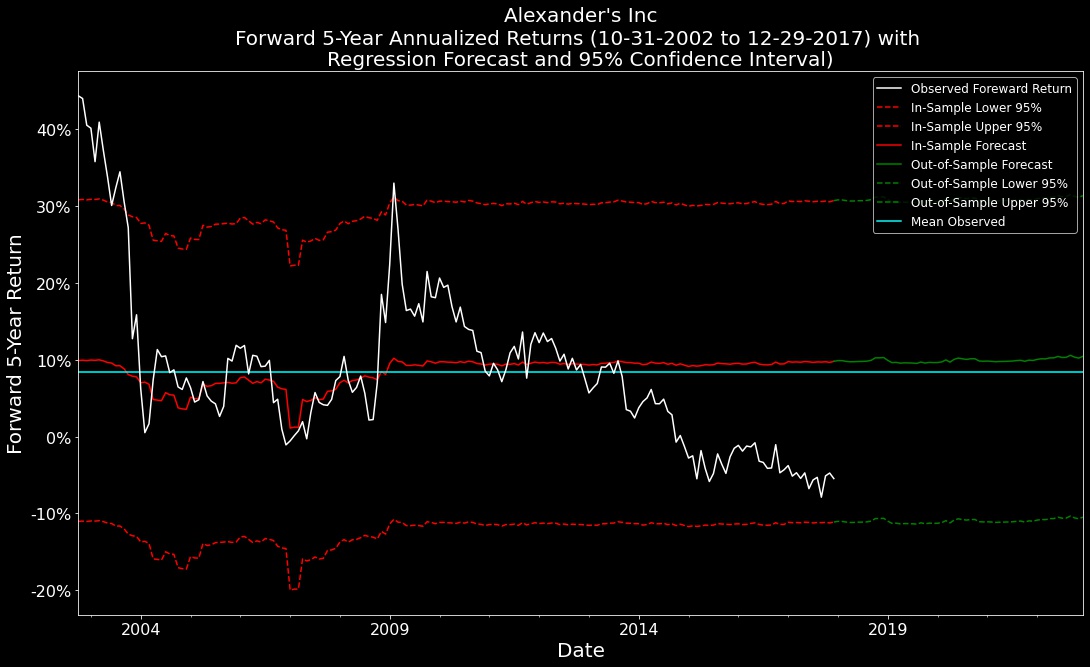 Alexander's Inc
Forward 5-Year Annualized Returns (10-31-2002 to 12-29-2017) with
Regression Forecast and 95% Confidence Interval)
Observed Foreward Return
In-Sample Lower 95%
In-Sample Upper 95%
In-Sample Forecast
Out-of-Sample Forecast
Out-of-Sample Lower 95%
Out-of-Sample Upper 95%
Mean Observed
Forward 5-Year Return
40%
30%
20%
10%
0%
-10%
-20%
2004
2009
2014
2019
Date